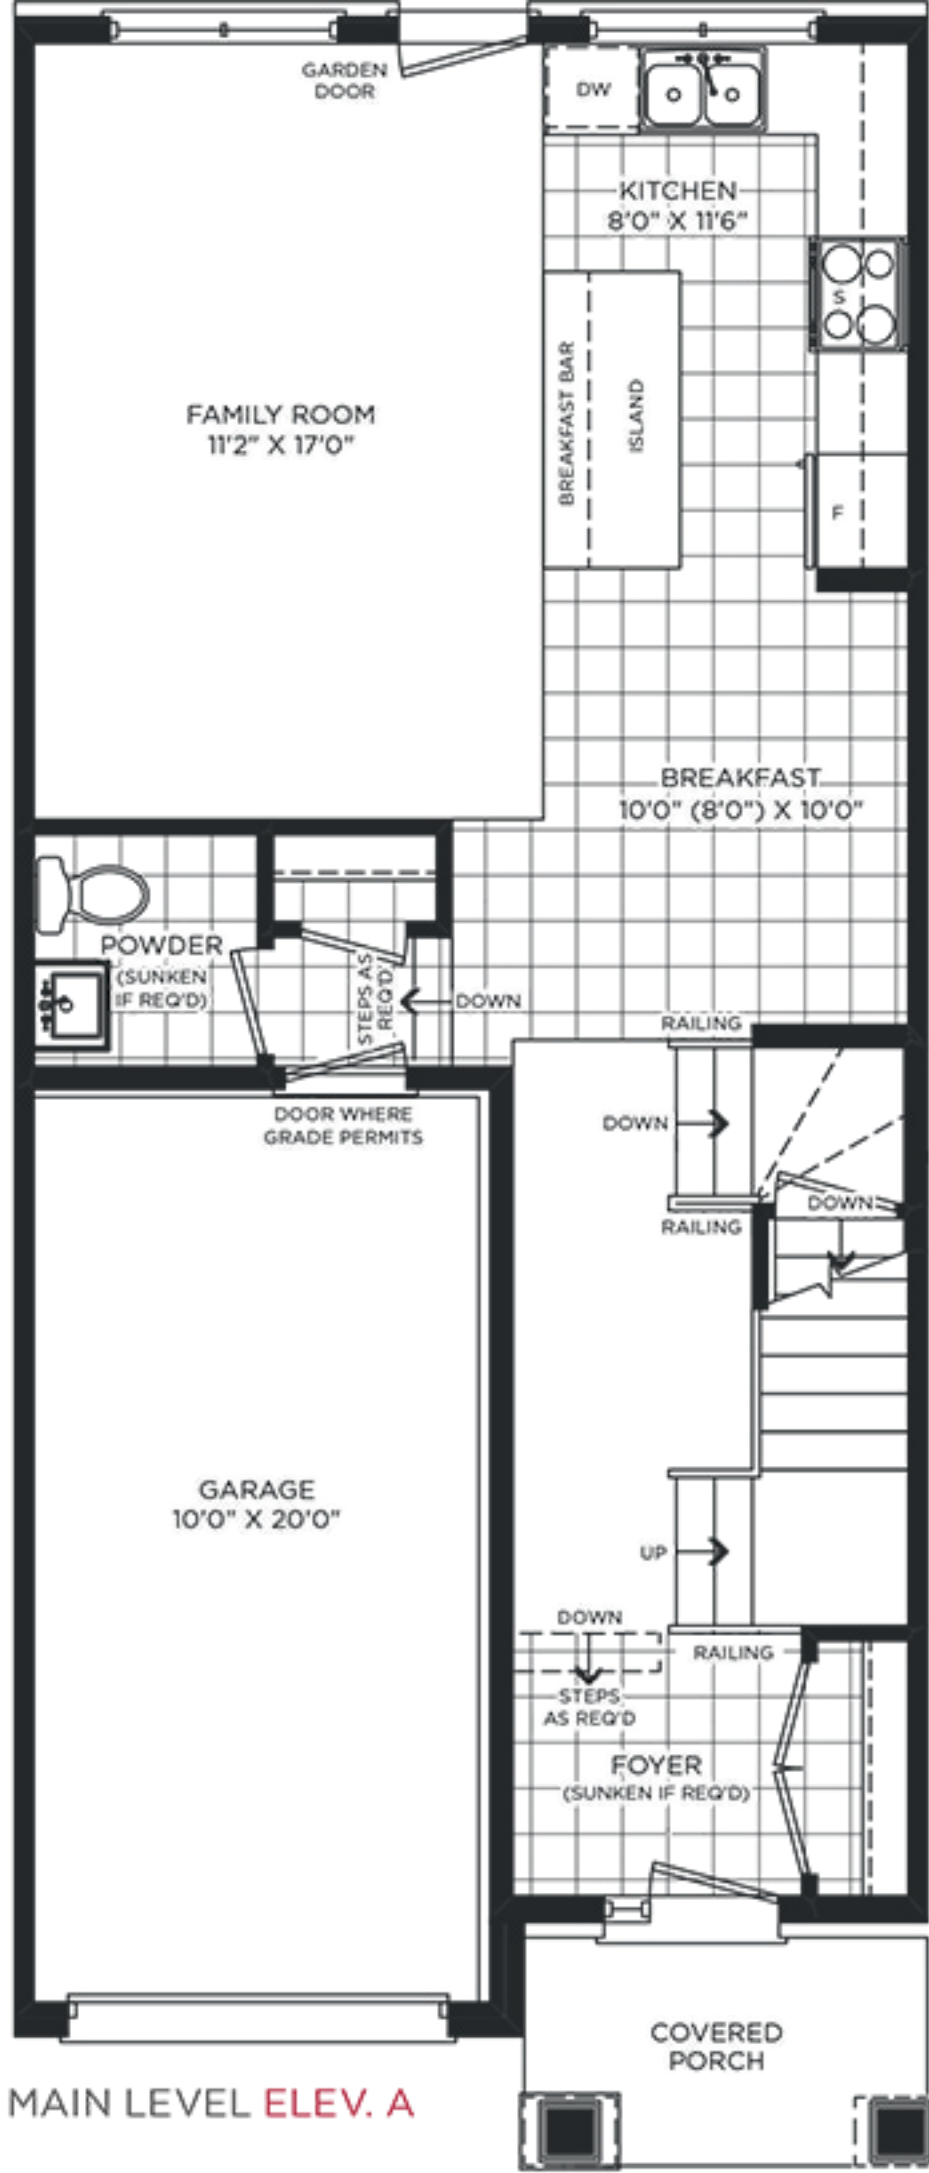 GARDEN
DOOR
DW
KITCHEN
8'0" X 11'6"
S
BREAKFAST BAR
ISLAND
FAMILY ROOM
11'2" X 17'0"
F
BREAKFAST
10'0" (8'0") X 10'0"
POWDER
(SUNKEN
IF REQ'D)
STEPS AS
REQ'D
DOWN
RAILING
DOOR WHERE
GRADE PERMITS
DOWN
DOWN
RAILING
GARAGE
10'0" X 20'0"
UP
DOWN
RAILING
STEPS
AS REQ'D
FOYER
(SUNKEN IF REQ'D)
COVERED
PORCH
MAIN LEVEL ELEV. A